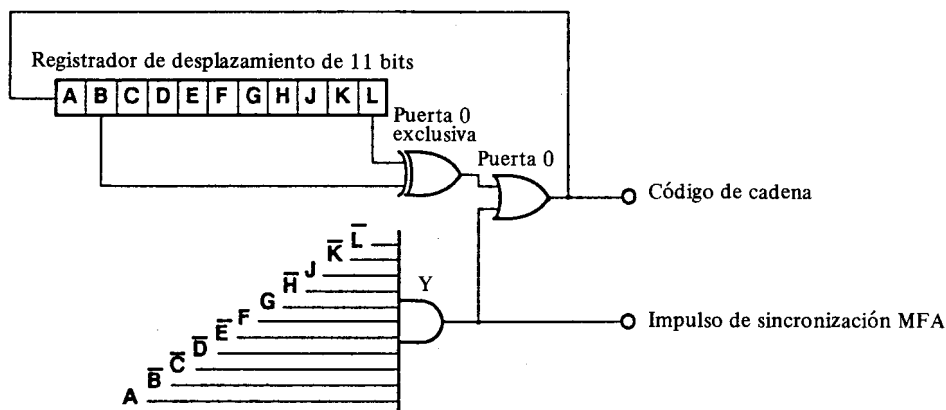 Registrador de desplazamiento de 11 bits
A B C D E F G H J K L
Puerta 0
exclusiva
Puerta 0
Código de cadena
L̅
K̅
J
H̅
G
F
E̅
D̅
C̅
B̅
A
Y
Impulso de sincronización MFA